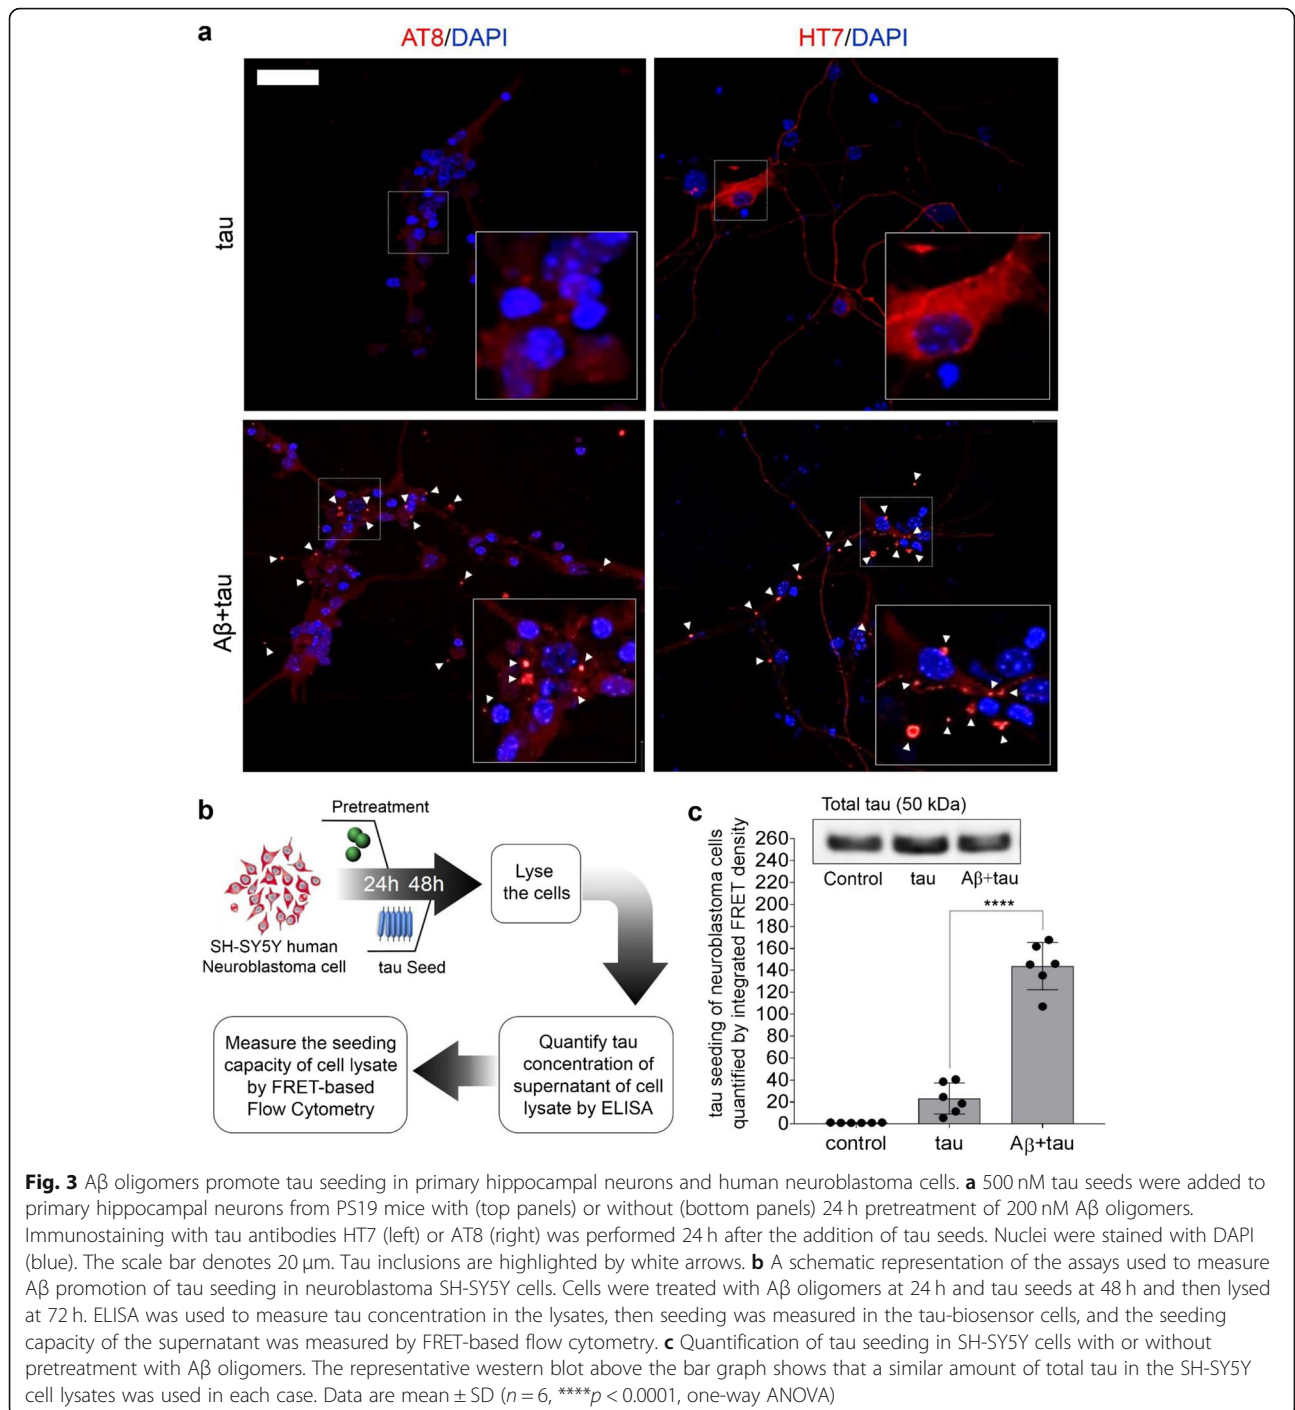 a
AT8/DAPI
HT7/DAPI
tau
Aβ+tau
b
Pretreatment
24h 48h
SH-SY5Y human
Neuroblastoma cell
tau Seed
Lyse
the cells
Quantify tau
concentration of
supernatant of cell
lysate by ELISA
Measure the seeding
capacity of cell lysate
by FRET-based
Flow Cytometry
c
Total tau (50 kDa)
Control tau Aβ+tau
tau seeding of neuroblastoma cells
quantified by integrated FRET density
260
240
220
200
180
160
140
120
100
80
60
40
20
0
****
control tau Aβ+tau
Fig. 3 Aβ oligomers promote tau seeding in primary hippocampal neurons and human neuroblastoma cells. a 500 nM tau seeds were added to
primary hippocampal neurons from PS19 mice with (top panels) or without (bottom panels) 24 h pretreatment of 200 nM Aβ oligomers.
Immunostaining with tau antibodies HT7 (left) or AT8 (right) was performed 24 h after the addition of tau seeds. Nuclei were stained with DAPI
(blue). The scale bar denotes 20 μm. Tau inclusions are highlighted by white arrows. b A schematic representation of the assays used to measure
Aβ promotion of tau seeding in neuroblastoma SH-SY5Y cells. Cells were treated with Aβ oligomers at 24 h and tau seeds at 48 h and then lysed
at 72 h. ELISA was used to measure tau concentration in the lysates, then seeding was measured in the tau-biosensor cells, and the seeding
capacity of the supernatant was measured by FRET-based flow cytometry. c Quantification of tau seeding in SH-SY5Y cells with or without
pretreatment with Aβ oligomers. The representative western blot above the bar graph shows that a similar amount of total tau in the SH-SY5Y
cell lysates was used in each case. Data are mean ± SD (n = 6, ****p < 0.0001, one-way ANOVA)